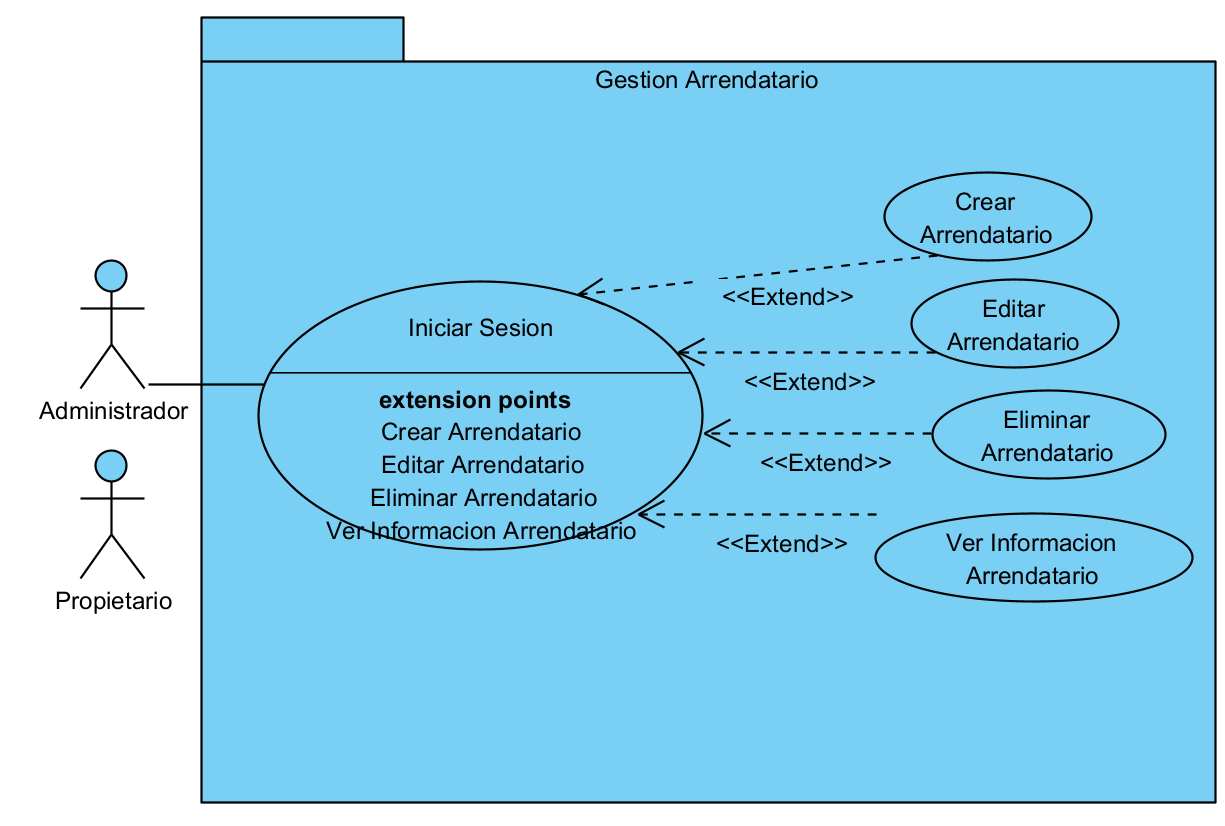 Gestion Arrendatario
Crear
Arrendatario
<<Extend>>
Editar
Arrendatario
Iniciar Sesion
<<Extend>>
extension points
Crear Arrendatario
Editar Arrendatario
Eliminar Arrendatario
Ver Informacion Arrendatario
Administrador
Eliminar
Arrendatario
<<Extend>>
Ver Informacion
Arrendatario
<<Extend>>
Propietario